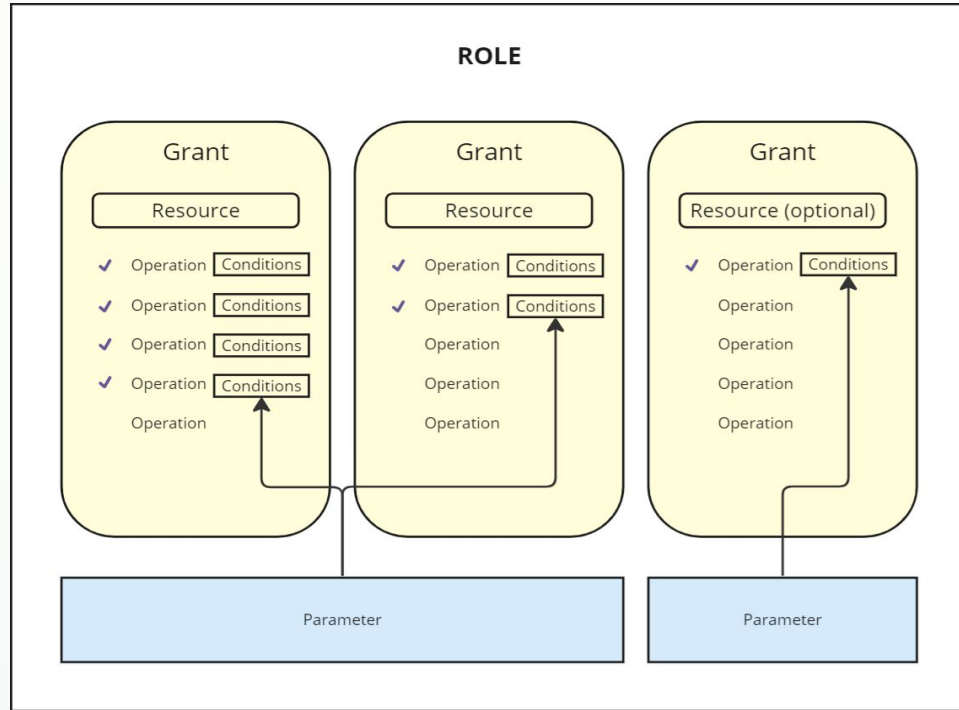 ROLE
Grant
Resource
Operation Conditions
Operation Conditions
Operation Conditions
Operation Conditions
Operation
Grant
Resource
Operation Conditions
Operation Conditions
Operation
Operation
Operation
Grant
Resource (optional)
Operation Conditions
Operation
Operation
Operation
Operation
Parameter
Parameter